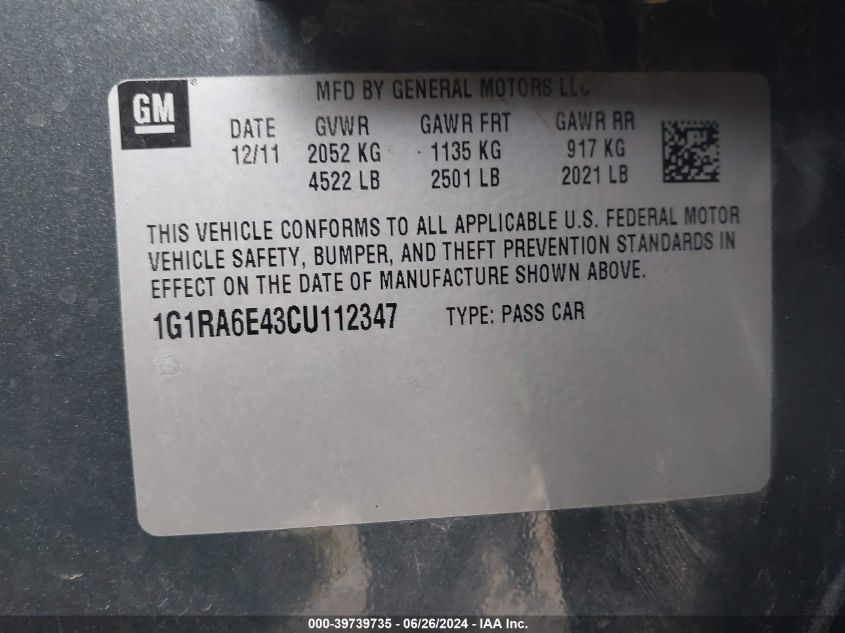 GM
MFD BY GENERAL MOTORS LLC
DATE GVWR GAWR FRT GAWR RR
12/11 2052 KG 1135 KG 917 KG
4522 LB 2501 LB 2021 LB
THIS VEHICLE CONFORMS TO ALL APPLICABLE U.S. FEDERAL MOTOR
VEHICLE SAFETY, BUMPER, AND THEFT PREVENTION STANDARDS IN
EFFECT ON THE DATE OF MANUFACTURE SHOWN ABOVE.
1G1RA6E43CU112347 TYPE: PASS CAR
000-39739735 - 06/26/2024 - IAA Inc.